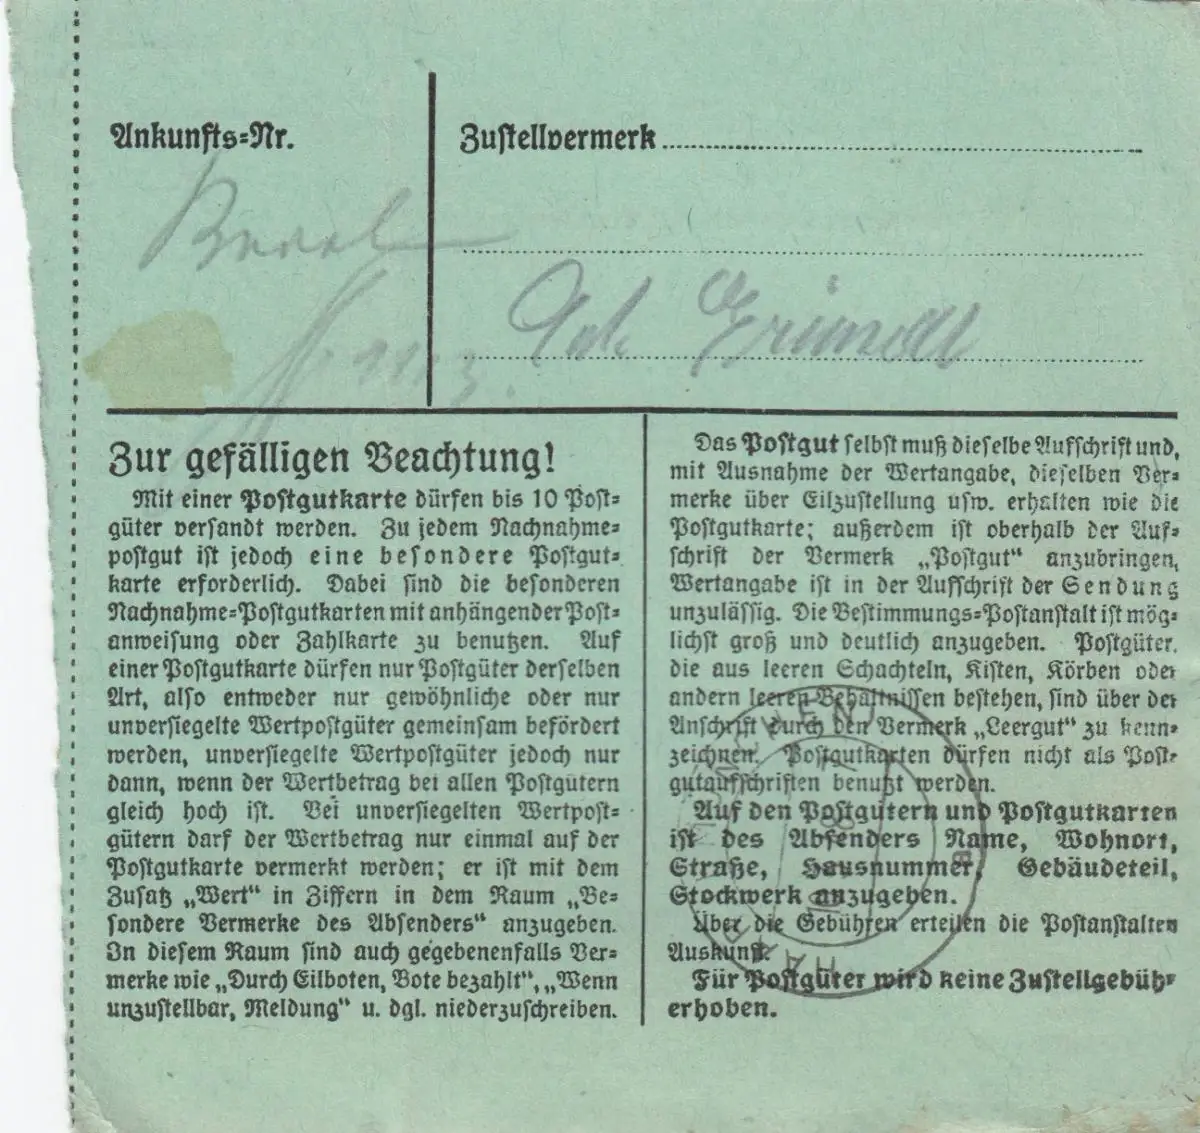 Ankunfts=Nr.
Zustellvermerk
Zur gefälligen Beachtung!
Mit einer Postgutkarte dürfen bis 10 Post=
güter versandt werden. Zu jedem Nachnahme=
postgut ist jedoch eine besondere Postgut=
karte erforderlich. Dabei sind die besonderen
Nachnahme=Postgutkarten mit anhängender Post=
anweisung oder Zahlkarte zu benutzen. Auf
einer Postgutkarte dürfen nur Postgüter derselben
Art, also entweder nur gewöhnliche oder nur
unversiegelte Wertpostgüter gemeinsam befördert
werden, unversiegelte Wertpostgüter jedoch nur
dann, wenn der Wertbetrag bei allen Postgütern
gleich hoch ist. Bei unversiegelten Wertpost=
gütern darf der Wertbetrag nur einmal auf der
Postgutkarte vermerkt werden; er ist mit dem
Zusatz „Wert“ in Ziffern in dem Raum „Be=
sondere Vermerke des Absenders“ anzugeben.
In diesem Raum sind auch gegebenenfalls Ver=
merke wie „Durch Eilboten, Bote bezahlt“, „Wenn
unzustellbar, Meldung“ u. dgl. niederzuschreiben.
Das Postgut selbst muß dieselbe Aufschrift und,
mit Ausnahme der Wertangabe, dieselben Ver=
merke über Eilzustellung usw. erhalten wie die
Postgutkarte; außerdem ist oberhalb der Auf=
schrift der Vermerk „Postgut“ anzubringen,
Wertangabe ist in der Aufschrift der Sendung
unzulässig. Die Bestimmungs=Postanstalt ist mög=
lichst groß und deutlich anzugeben. Postgüter,
die aus leeren Schachteln, Kisten, Körben oder
andern leeren Behältnissen bestehen, sind über der
Anschrift durch den Vermerk „Leergut“ zu kenn=
zeichnen. Postgutkarten dürfen nicht als Post=
gutaufschriften benutzt werden.
Auf den Postgütern und Postgutkarten
ist des Absenders Name, Wohnort,
Straße, Hausnummer, Gebäudeteil,
Stockwerk anzugeben.
Über die Gebühren erteilen die Postanstalten
Auskunft.
Für Postgüter wird keine Zustellgebühr
erhoben.